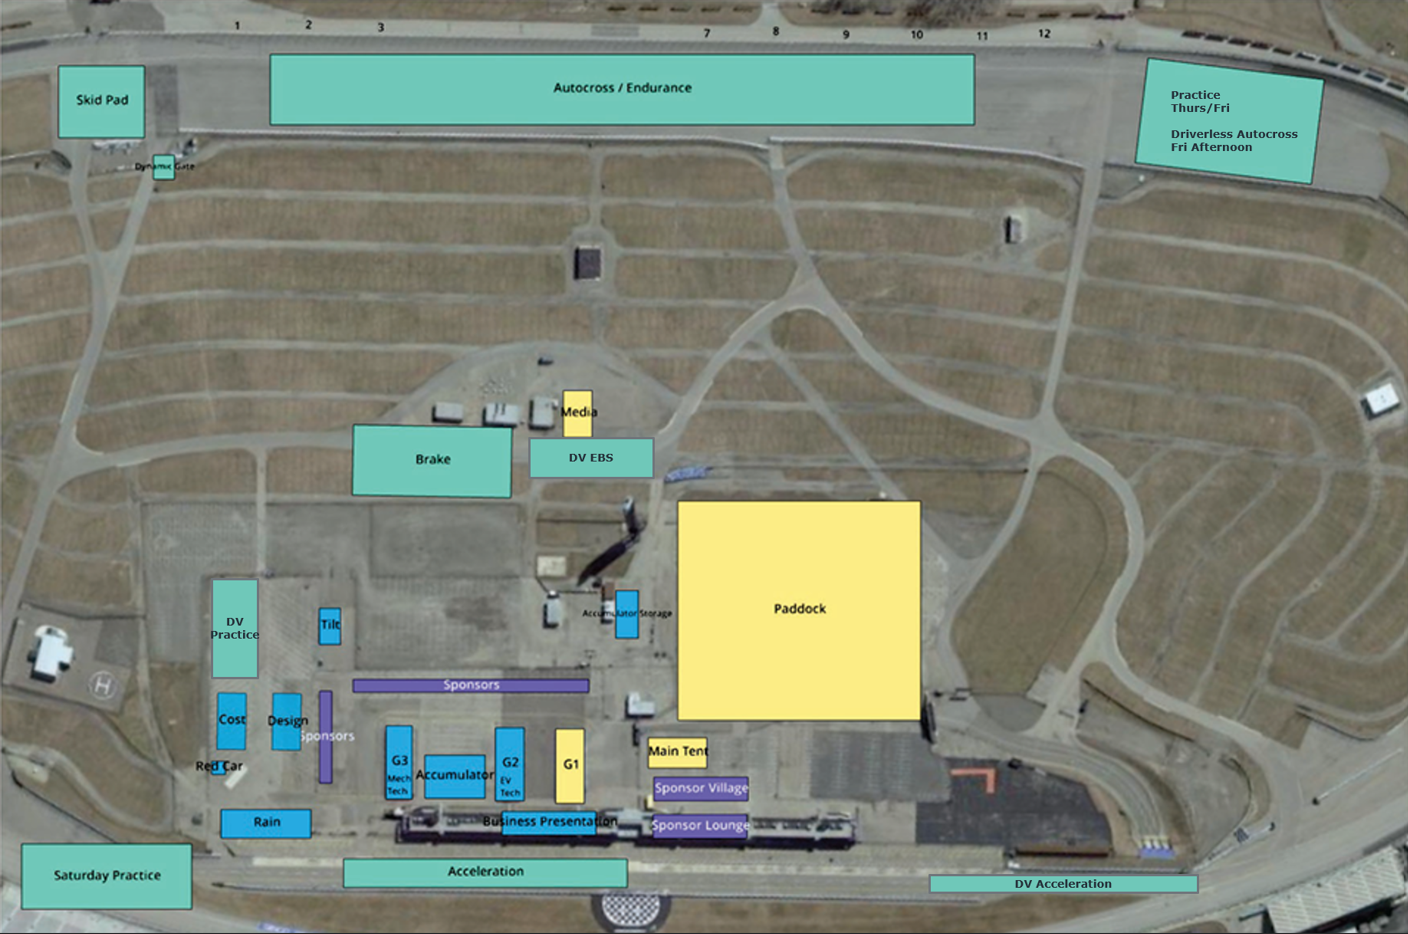 1
2
3
7
8
9
10
11
12
Skid Pad
Autocross / Endurance
Practice
Thurs/Fri
Driverless Autocross
Fri Afternoon
Dynamic Gate
Media
Brake
DV EBS
DV
Practice
Tilt
Accumulator Storage
Paddock
Sponsors
Cost
Design
Sponsors
Red Car
G3
Mech
Tech
Accumulator
G2
EV
Tech
G1
Main Tent
Sponsor Village
Rain
Business Presentation
Sponsor Lounge
Saturday Practice
Acceleration
DV Acceleration
H